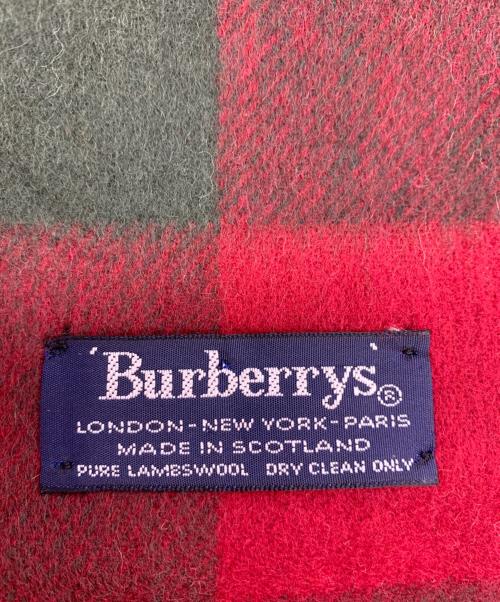 'Burberrys'®
LONDON-NEW YORK-PARIS
MADE IN SCOTLAND
PURE LAMBSWOOL DRY CLEAN ONLY